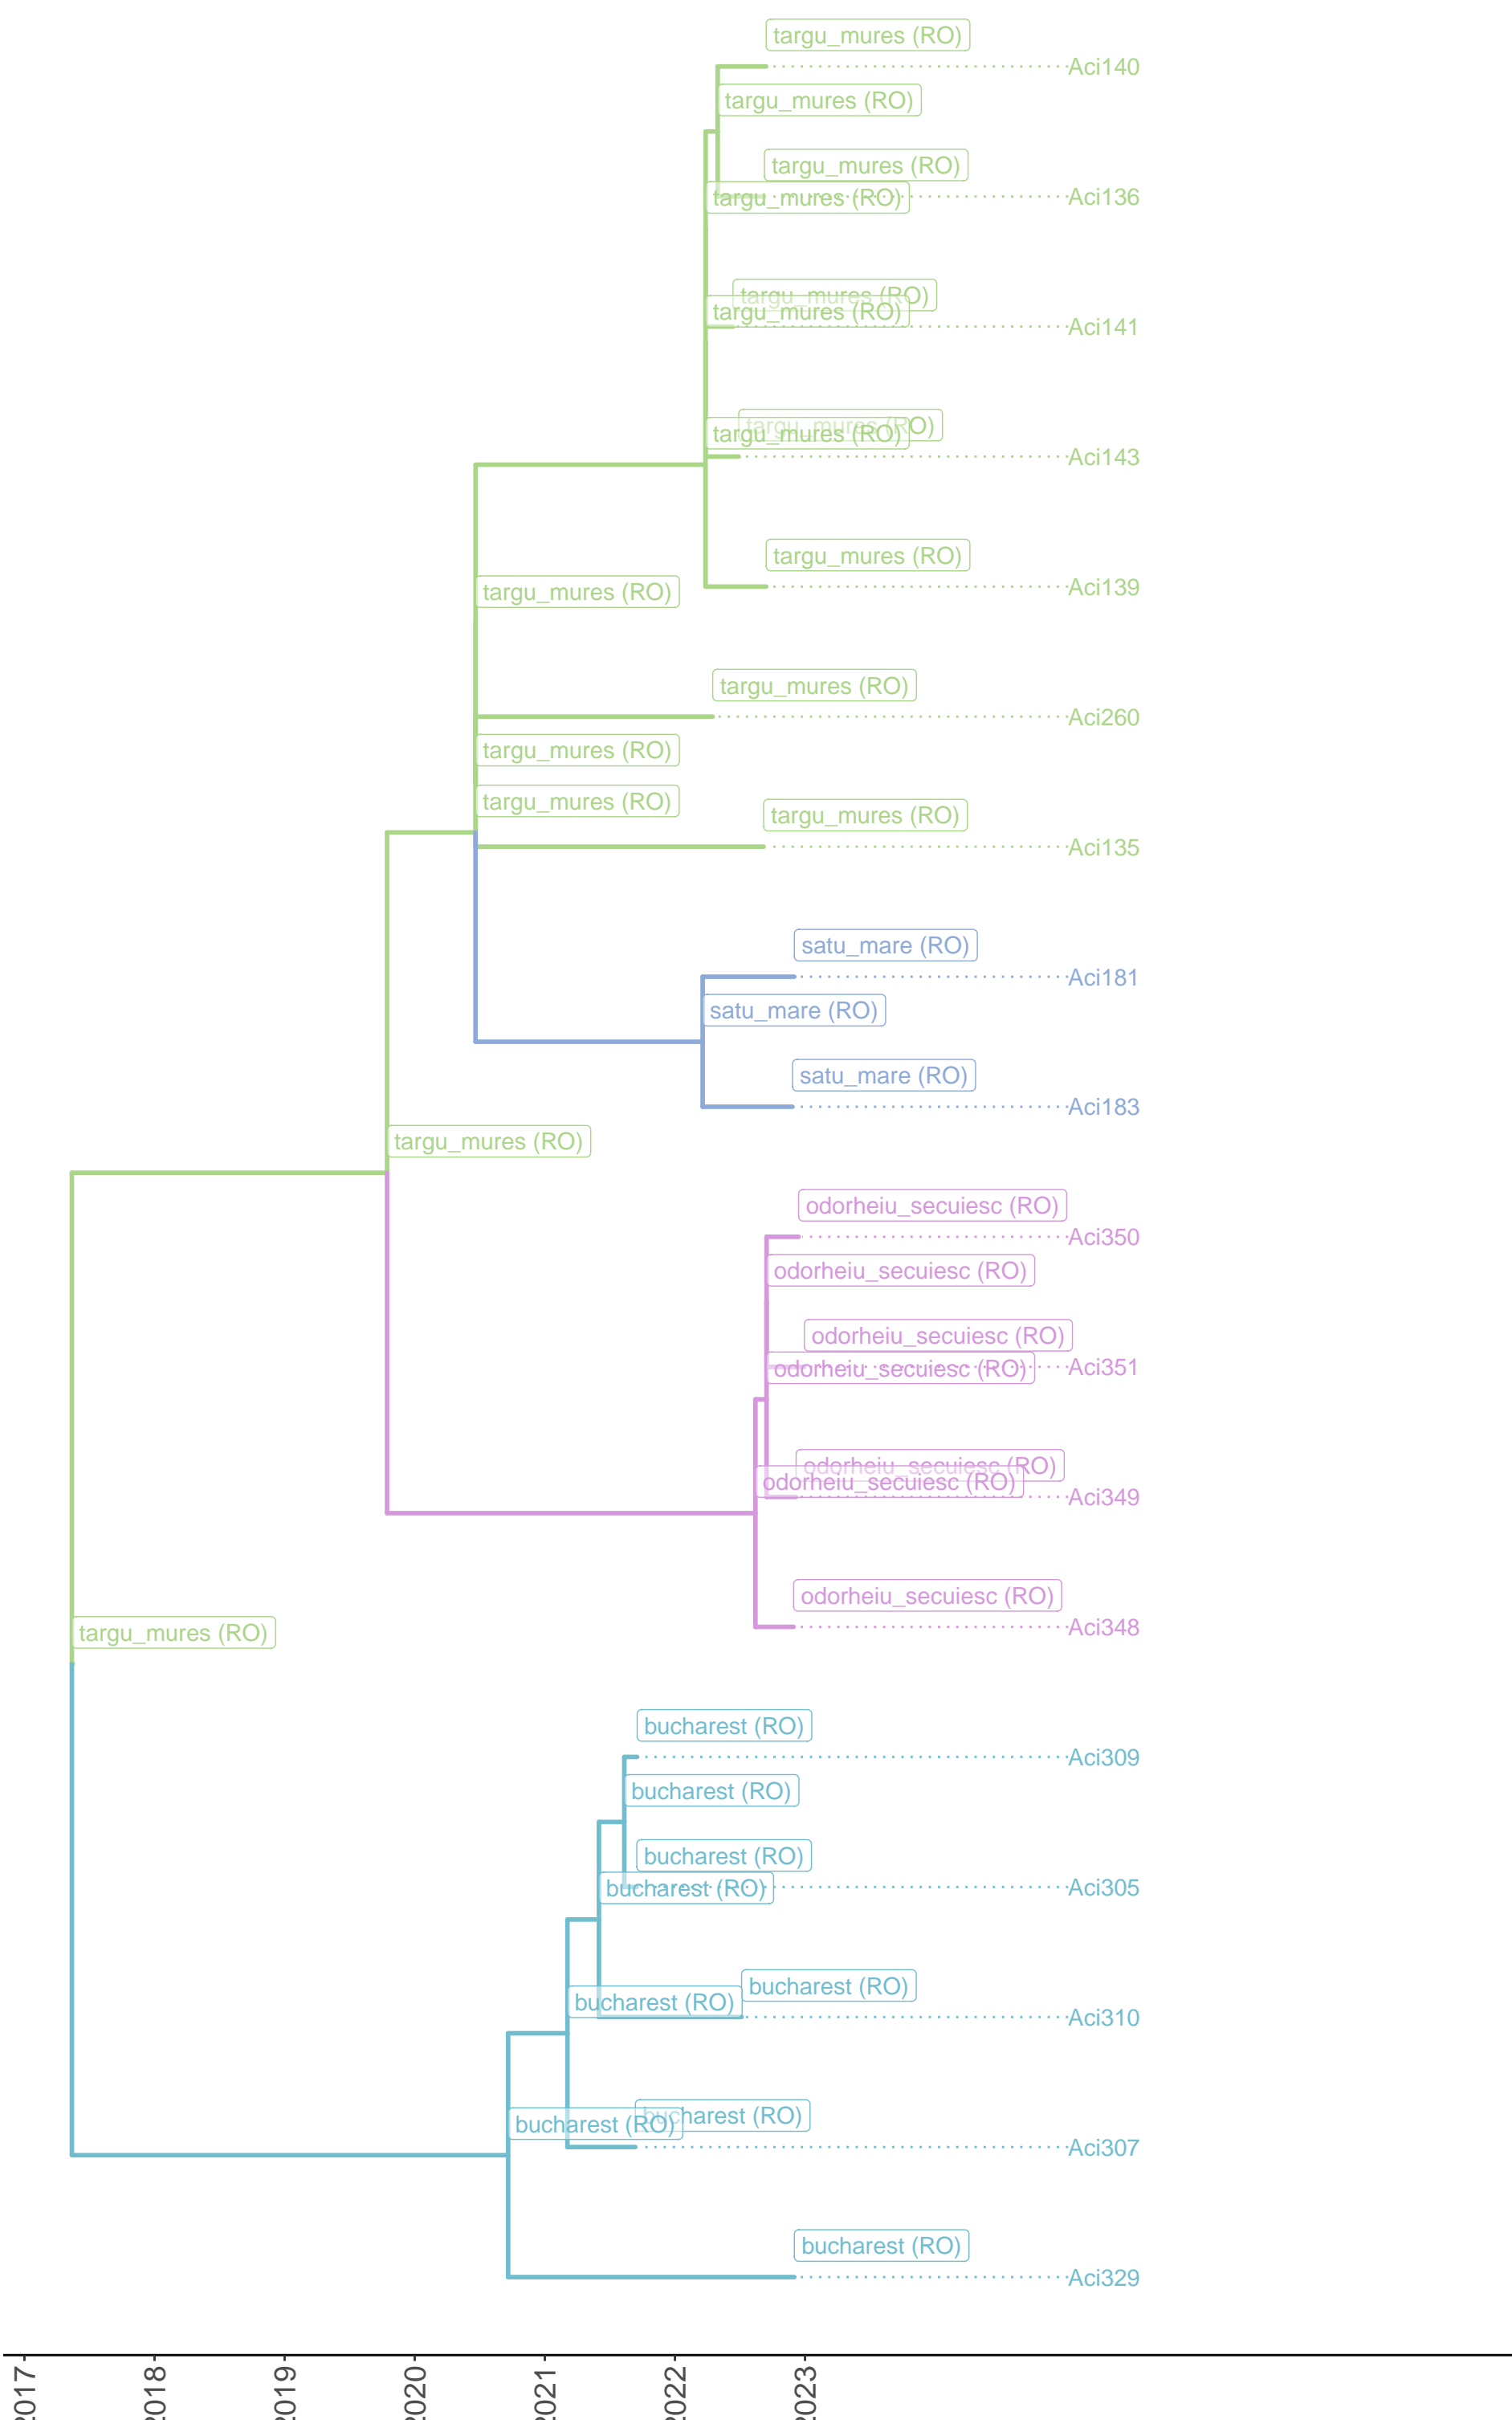 targu_mures (RO)
Aci140
targu_mures (RO)
targu_mures (RO)
Aci136
targu_mures (RO)
targu_mures (RO)
targu_mures (RO)
Aci141
targu_mures (RO)
targu_mures (RO)
Aci143
targu_mures (RO)
Aci139
targu_mures (RO)
targu_mures (RO)
Aci260
targu_mures (RO)
targu_mures (RO)
targu_mures (RO)
Aci135
satu_mare (RO)
Aci181
satu_mare (RO)
satu_mare (RO)
Aci183
targu_mures (RO)
odorheiu_secuiesc (RO)
Aci350
odorheiu_secuiesc (RO)
odorheiu_secuiesc (RO)
Aci351
odorheiu_secuiesc (RO)
odorheiu_secuiesc (RO)
odorheiu_secuiesc (RO)
Aci349
odorheiu_secuiesc (RO)
Aci348
targu_mures (RO)
bucharest (RO)
Aci309
bucharest (RO)
bucharest (RO)
Aci305
bucharest (RO)
bucharest (RO)
bucharest (RO)
Aci310
bucharest (RO)
bucharest (RO)
Aci307
bucharest (RO)
Aci329
2017
2018
2019
2020
2021
2022
2023